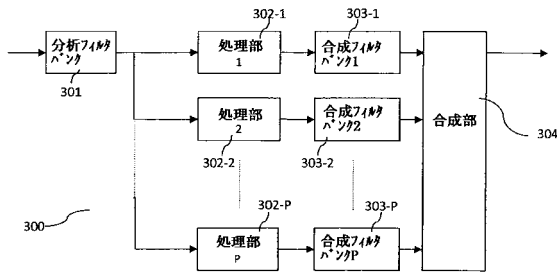 302-1
303-1
分析フィルタ
バンク
301
処理部
1
合成フィルタ
バンク1
処理部
2
合成フィルタ
バンク2
合成部
304
302-2
303-2
302-P
303-P
300
処理部
P
合成フィルタ
バンクP